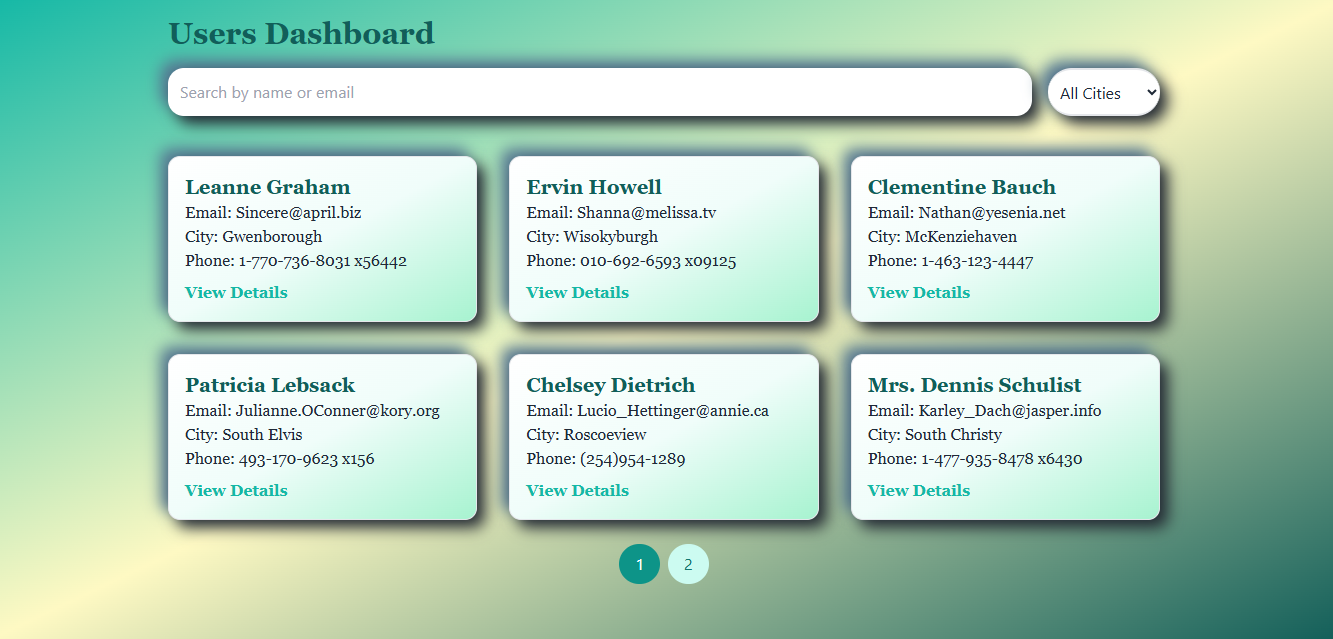 Users Dashboard
Search by name or email
All Cities
Leanne Graham
Email: Sincere@april.biz
City: Gwenborough
Phone: 1-770-736-8031 x56442
View Details
Ervin Howell
Email: Shanna@melissa.tv
City: Wisokyburgh
Phone: 010-692-6593 x09125
View Details
Clementine Bauch
Email: Nathan@yesenia.net
City: McKenziehaven
Phone: 1-463-123-4447
View Details
Patricia Lebsack
Email: Julianne.OConner@kory.org
City: South Elvis
Phone: 493-170-9623 x156
View Details
Chelsey Dietrich
Email: Lucio_Hettinger@annie.ca
City: Roscoeview
Phone: (254)954-1289
View Details
Mrs. Dennis Schulist
Email: Karley_Dach@jasper.info
City: South Christy
Phone: 1-477-935-8478 x6430
View Details
1
2